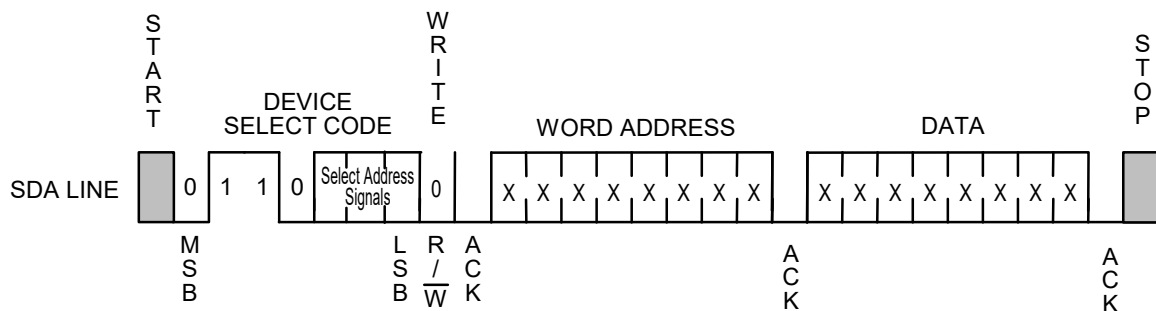 START
WRITE
STOP
DEVICE
SELECT CODE
WORD ADDRESS
DATA
SDA LINE
0 1 1 0
Select Address
Signals
0
X X X X X X X X
X X X X X X X X
MSB
LSB
R/W
ACK
ACK
ACK